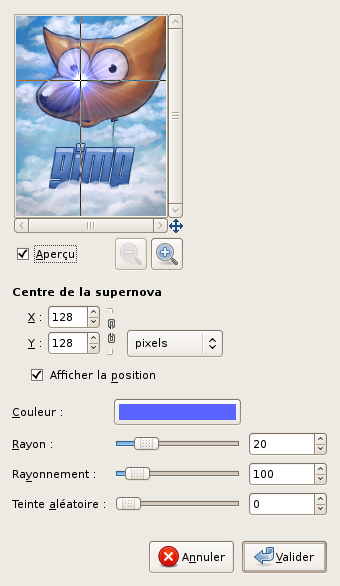 gimp
Aperçu
Centre de la supernova
X : 128
Y : 128 pixels
Afficher la position
Couleur :
Rayon : 20
Rayonnement : 100
Teinte aléatoire : 0
Annuler Valider